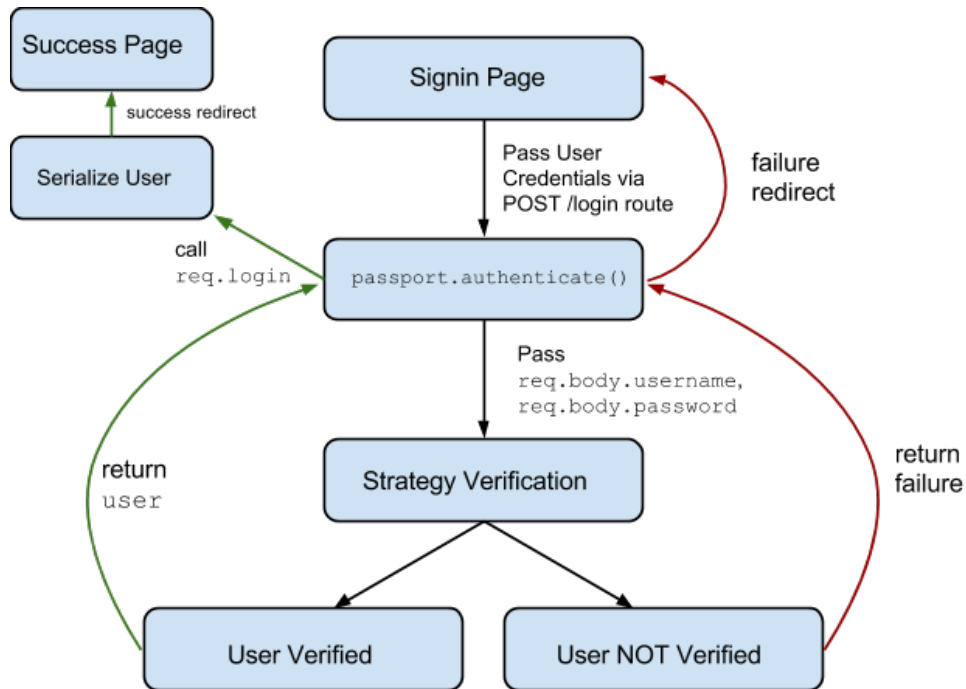 Success Page
success redirect
Serialize User
call
req.login
Signin Page
Pass User
Credentials via
POST /login route
failure
redirect
passport.authenticate()
Pass
req.body.username,
req.body.password
Strategy Verification
return
user
return
failure
User Verified
User NOT Verified